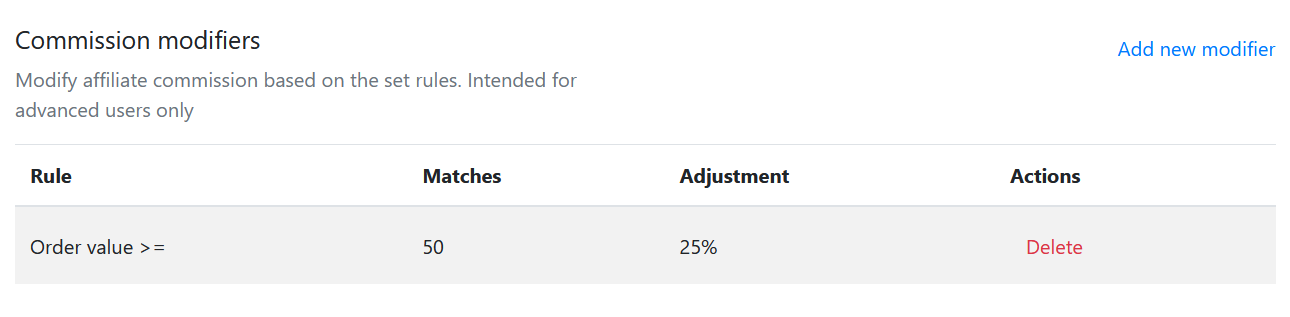 Commission modifiers
Add new modifier
Modify affiliate commission based on the set rules. Intended for
advanced users only
Rule Matches Adjustment Actions
Order value >= 50 25% Delete